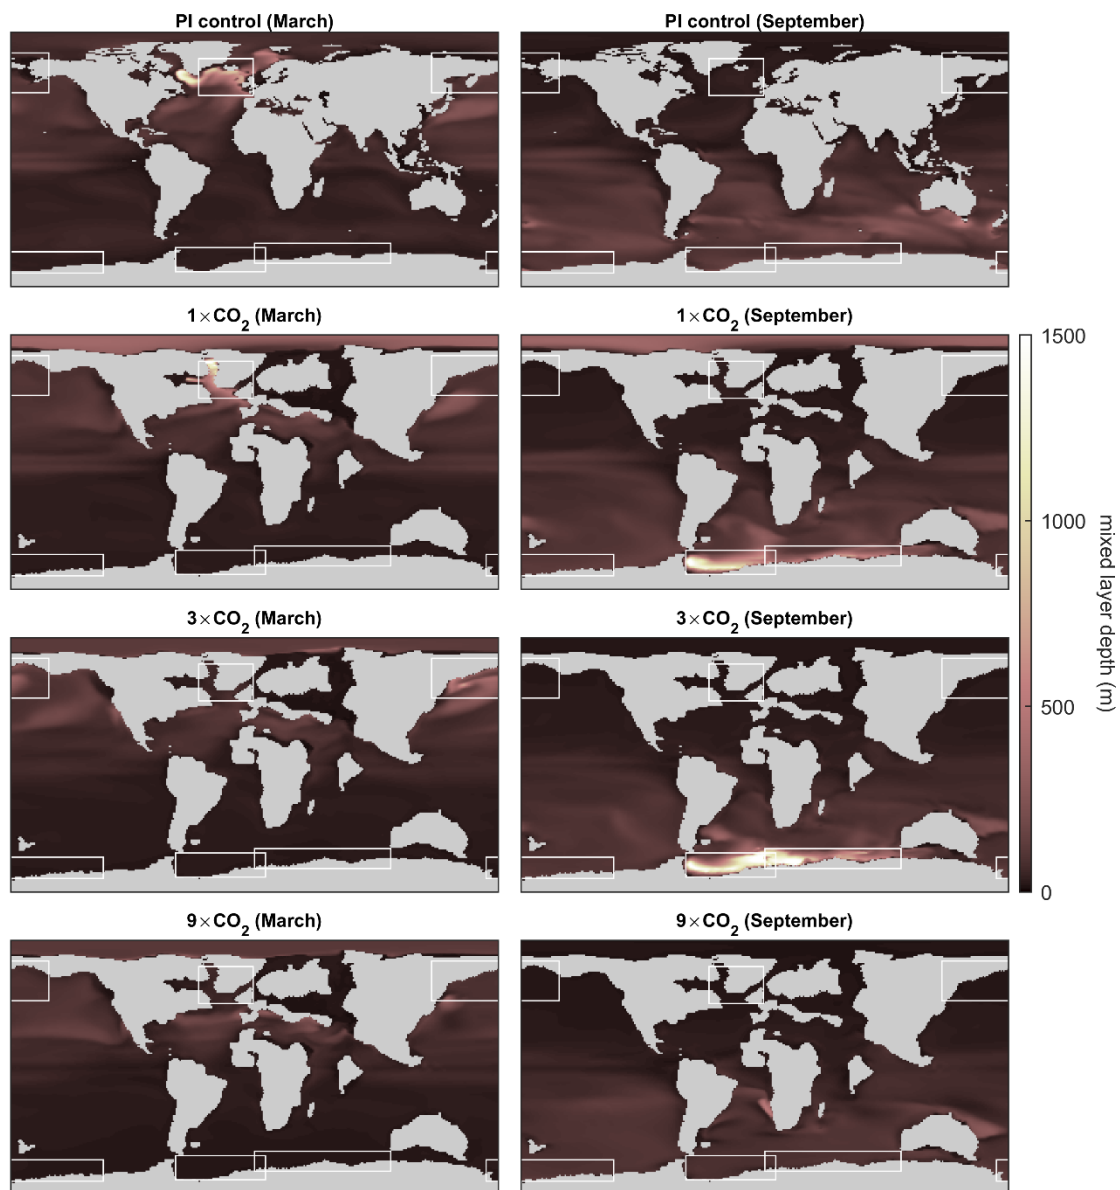 PI control (March)
PI control (September)
1×CO₂ (March)
1×CO₂ (September)
1500
1000
500
0
mixed layer depth (m)
3×CO₂ (March)
3×CO₂ (September)
9×CO₂ (March)
9×CO₂ (September)